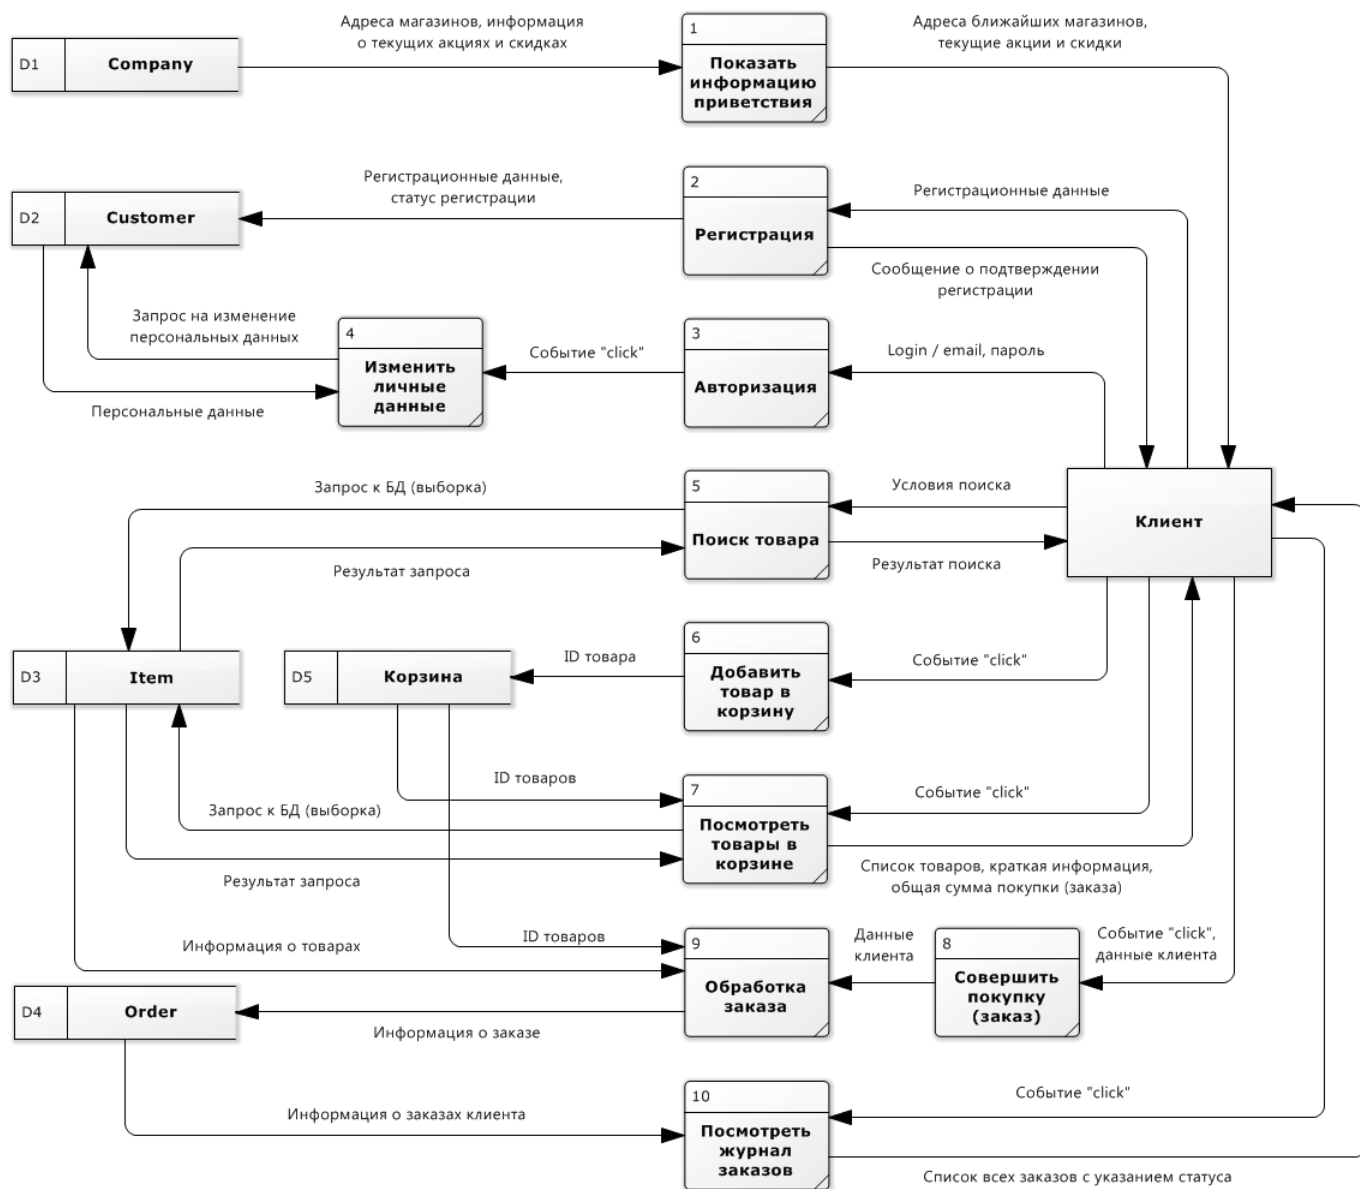 Адреса магазинов, информация
о текущих акциях и скидках
Адреса ближайших магазинов,
текущие акции и скидки
D1
Company
1
Показать
информацию
приветствия
Регистрационные данные,
статус регистрации
Регистрационные данные
D2
Customer
2
Регистрация
Сообщение о подтверждении
регистрации
Запрос на изменение
персональных данных
4
Изменить
личные
данные
Событие "click"
3
Авторизация
Login / email, пароль
Персональные данные
Запрос к БД (выборка)
5
Поиск товара
Условия поиска
Клиент
Результат запроса
Результат поиска
D3
Item
D5
Корзина
ID товара
6
Добавить
товар в
корзину
Событие "click"
ID товаров
Запрос к БД (выборка)
7
Посмотреть
товары в
корзине
Событие "click"
Результат запроса
Список товаров, краткая информация,
общая сумма покупки (заказа)
Информация о товарах
ID товаров
9
Обработка
заказа
Данные
клиента
8
Совершить
покупку
(заказ)
Событие "click",
данные клиента
D4
Order
Информация о заказе
Информация о заказах клиента
10
Посмотреть
журнал
заказов
Событие "click"
Список всех заказов с указанием статуса